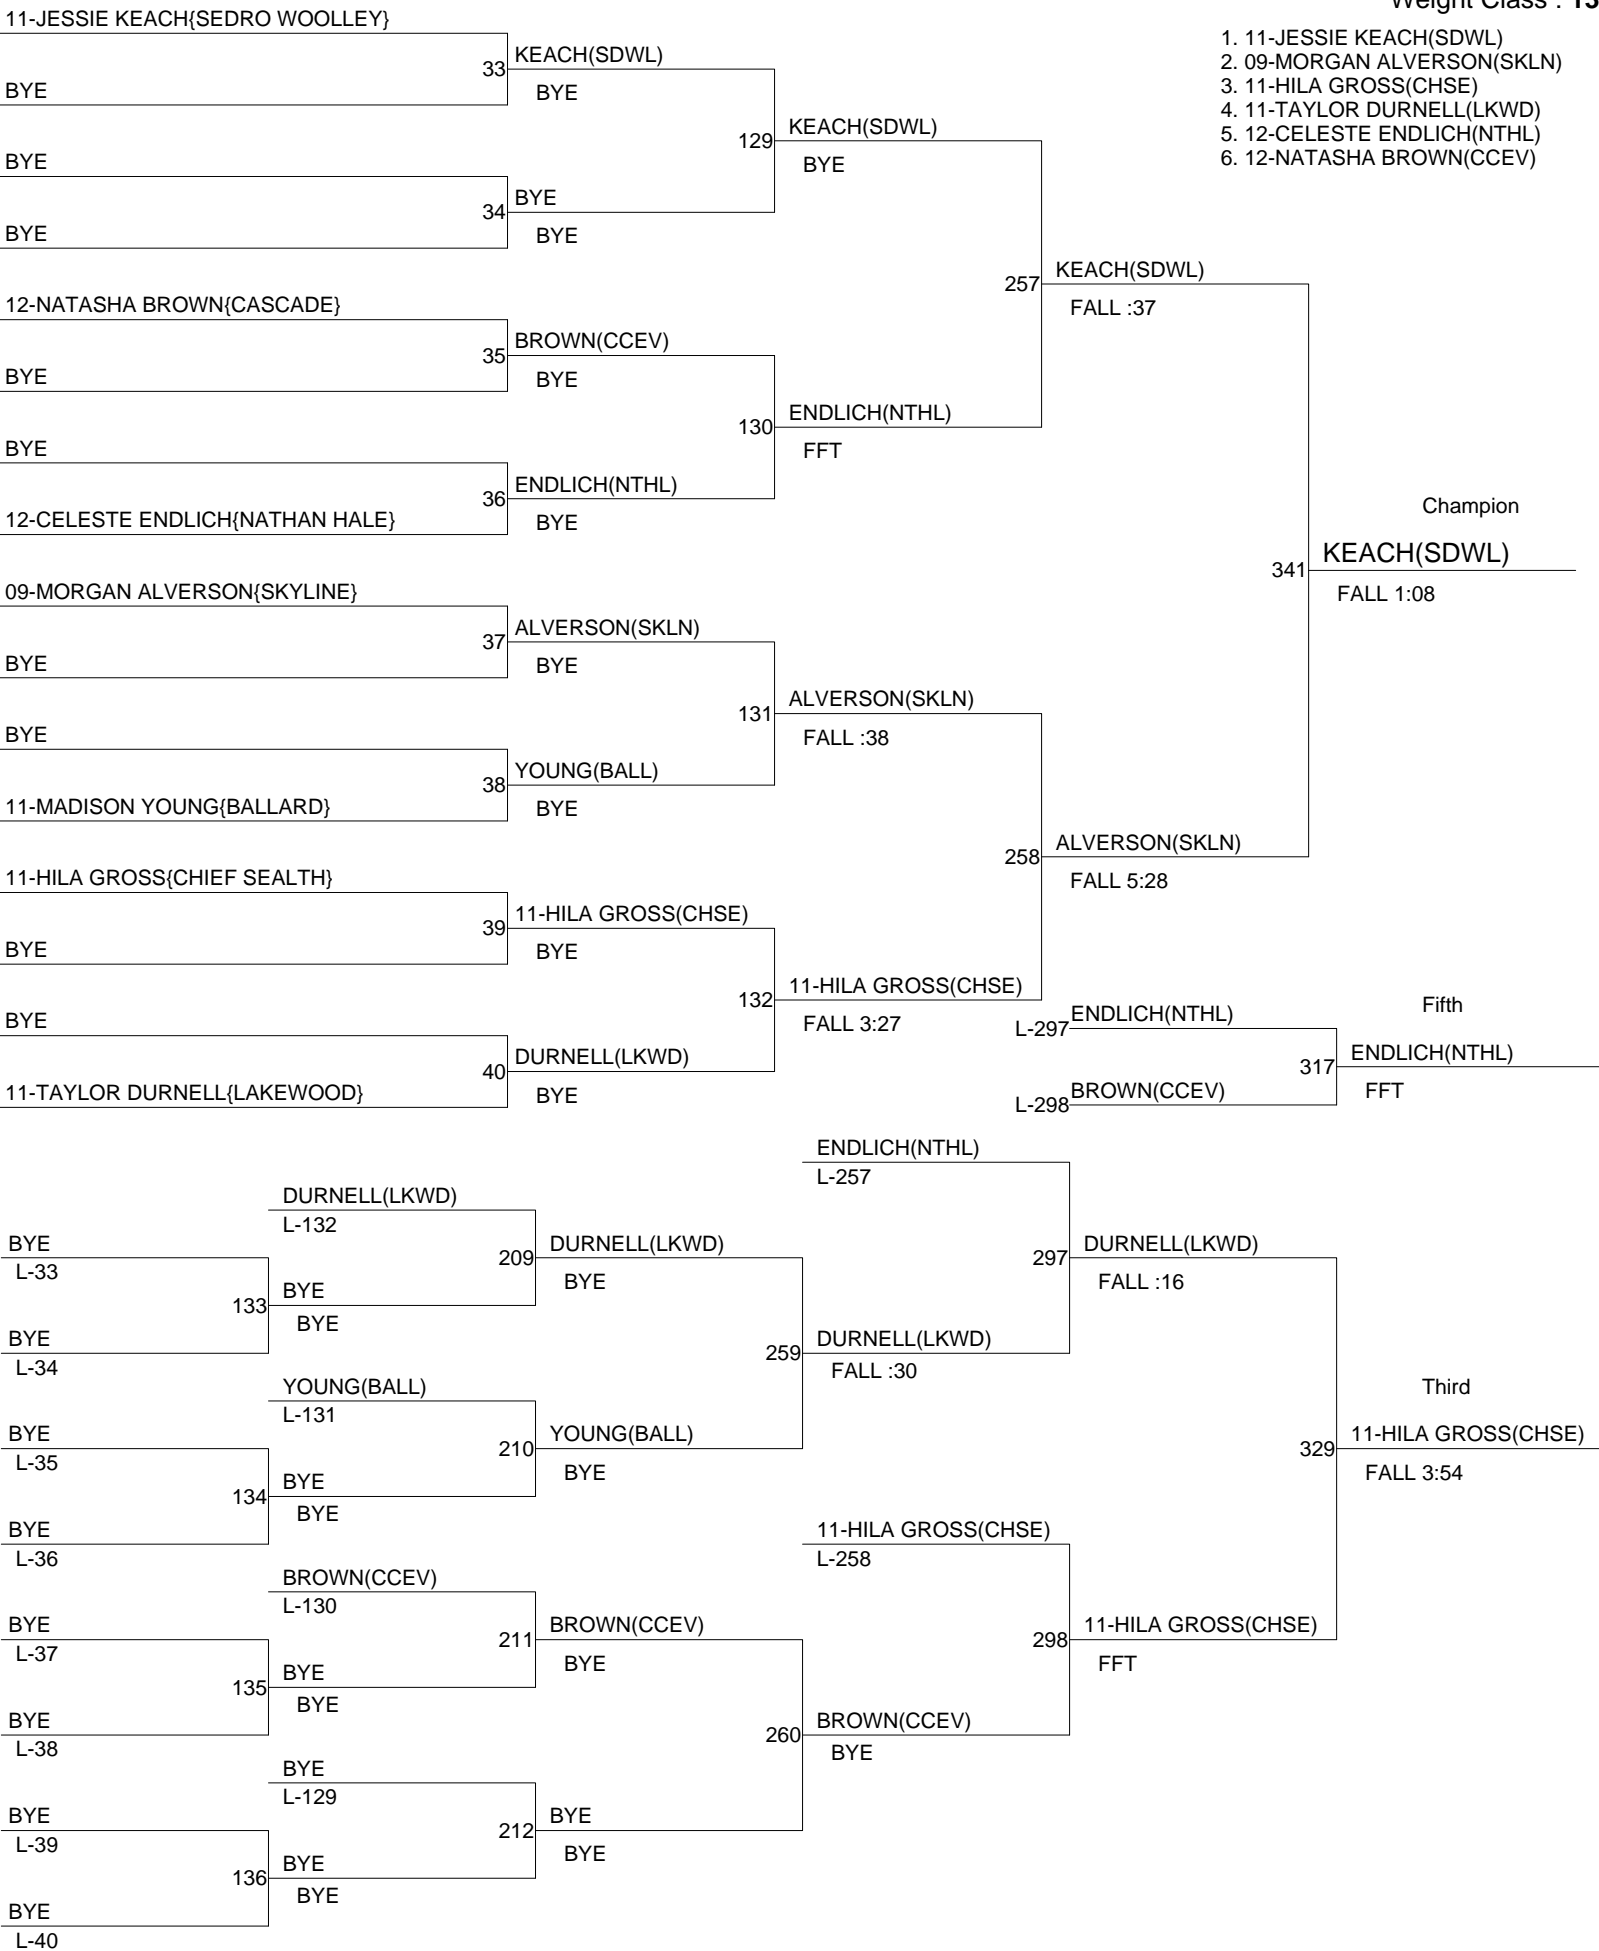 Weight Class : 13
1. 11-JESSIE KEACH(SDWL)
2. 09-MORGAN ALVERSON(SKLN)
3. 11-HILA GROSS(CHSE)
4. 11-TAYLOR DURNELL(LKWD)
5. 12-CELESTE ENDLICH(NTHL)
6. 12-NATASHA BROWN(CCEV)
11-JESSIE KEACH{SEDRO WOOLLEY}
BYE
BYE
BYE
12-NATASHA BROWN{CASCADE}
BYE
BYE
12-CELESTE ENDLICH{NATHAN HALE}
09-MORGAN ALVERSON{SKYLINE}
BYE
BYE
11-MADISON YOUNG{BALLARD}
11-HILA GROSS{CHIEF SEALTH}
BYE
BYE
11-TAYLOR DURNELL{LAKEWOOD}
33
KEACH(SDWL)
BYE
34
BYE
BYE
35
BROWN(CCEV)
BYE
36
ENDLICH(NTHL)
BYE
37
ALVERSON(SKLN)
BYE
38
YOUNG(BALL)
BYE
39
11-HILA GROSS(CHSE)
BYE
40
DURNELL(LKWD)
BYE
129
KEACH(SDWL)
BYE
130
ENDLICH(NTHL)
FFT
131
ALVERSON(SKLN)
FALL :38
132
11-HILA GROSS(CHSE)
FALL 3:27
257
KEACH(SDWL)
FALL :37
258
ALVERSON(SKLN)
FALL 5:28
Champion
341
KEACH(SDWL)
FALL 1:08
L-297
ENDLICH(NTHL)
L-298
BROWN(CCEV)
Fifth
317
ENDLICH(NTHL)
FFT
BYE
L-33
BYE
L-34
BYE
L-35
BYE
L-36
BYE
L-37
BYE
L-38
BYE
L-39
BYE
L-40
DURNELL(LKWD)
L-132
133
BYE
BYE
YOUNG(BALL)
L-131
134
BYE
BYE
BROWN(CCEV)
L-130
135
BYE
BYE
BYE
L-129
136
BYE
BYE
209
DURNELL(LKWD)
BYE
210
YOUNG(BALL)
BYE
211
BROWN(CCEV)
BYE
212
BYE
BYE
ENDLICH(NTHL)
L-257
259
DURNELL(LKWD)
FALL :30
11-HILA GROSS(CHSE)
L-258
260
BROWN(CCEV)
BYE
297
DURNELL(LKWD)
FALL :16
298
11-HILA GROSS(CHSE)
FFT
Third
329
11-HILA GROSS(CHSE)
FALL 3:54